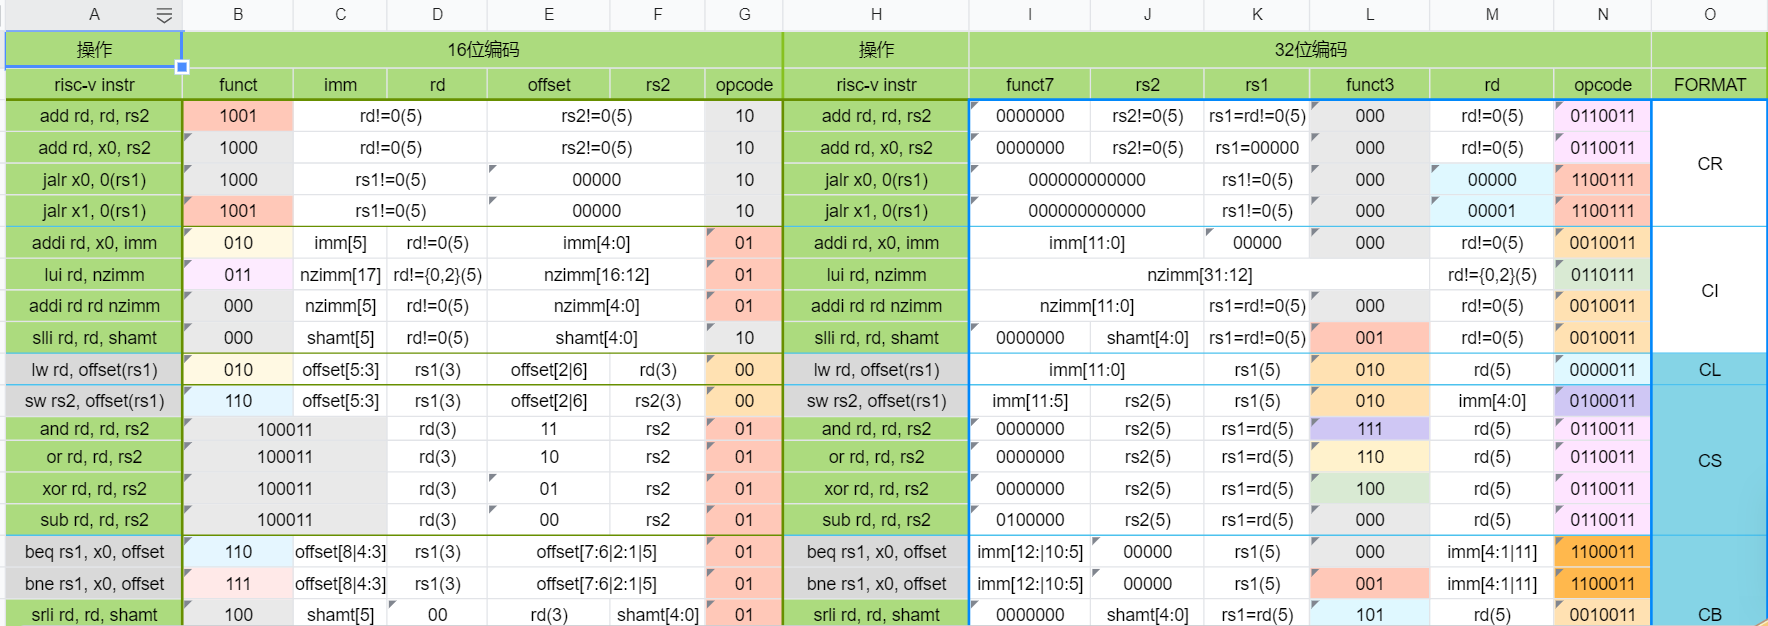 A B C D E F G H I J K L M N O
操作 16位编码 操作 32位编码
risc-v instr funct imm rd offset rs2 opcode risc-v instr funct7 rs2 rs1 funct3 rd opcode FORMAT
add rd, rd, rs2 1001 rd!=0(5) rs2!=0(5) 10 add rd, rd, rs2 0000000 rs2!=0(5) rs1=rd!=0(5) 000 rd!=0(5) 0110011
add rd, x0, rs2 1000 rd!=0(5) rs2!=0(5) 10 add rd, x0, rs2 0000000 rs2!=0(5) rs1=00000 000 rd!=0(5) 0110011
CR
jalr x0, 0(rs1) 1000 rs1!=0(5) 00000 10 jalr x0, 0(rs1) 000000000000 rs1!=0(5) 000 00000 1100111
jalr x1, 0(rs1) 1001 rs1!=0(5) 00000 10 jalr x1, 0(rs1) 000000000000 rs1!=0(5) 000 00001 1100111
addi rd, x0, imm 010 imm[5] rd!=0(5) imm[4:0] 01 addi rd, x0, imm imm[11:0] 00000 000 rd!=0(5) 0010011
lui rd, nzimm 011 nzimm[17] rd!={0,2}(5) nzimm[16:12] 01 lui rd, nzimm nzimm[31:12] rd!={0,2}(5) 0110111
CI
addi rd rd nzimm 000 nzimm[5] rd!=0(5) nzimm[4:0] 01 addi rd rd nzimm nzimm[11:0] rs1=rd!=0(5) 000 rd!=0(5) 0010011
slli rd, rd, shamt 000 shamt[5] rd!=0(5) shamt[4:0] 10 slli rd, rd, shamt 0000000 shamt[4:0] rs1=rd!=0(5) 001 rd!=0(5) 0010011
lw rd, offset(rs1) 010 offset[5:3] rs1(3) offset[2|6] rd(3) 00 lw rd, offset(rs1) imm[11:0] rs1(5) 010 rd(5) 0000011 CL
sw rs2, offset(rs1) 110 offset[5:3] rs1(3) offset[2|6] rs2(3) 00 sw rs2, offset(rs1) imm[11:5] rs2(5) rs1(5) 010 imm[4:0] 0100011
and rd, rd, rs2 100011 rd(3) 11 rs2 01 and rd, rd, rs2 0000000 rs2(5) rs1=rd(5) 111 rd(5) 0110011
or rd, rd, rs2 100011 rd(3) 10 rs2 01 or rd, rd, rs2 0000000 rs2(5) rs1=rd(5) 110 rd(5) 0110011
CS
xor rd, rd, rs2 100011 rd(3) 01 rs2 01 xor rd, rd, rs2 0000000 rs2(5) rs1=rd(5) 100 rd(5) 0110011
sub rd, rd, rs2 100011 rd(3) 00 rs2 01 sub rd, rd, rs2 0100000 rs2(5) rs1=rd(5) 000 rd(5) 0110011
beq rs1, x0, offset 110 offset[8|4:3] rs1(3) offset[7:6|2:1|5] 01 beq rs1, x0, offset imm[12:|10:5] 00000 rs1(5) 000 imm[4:1|11] 1100011
bne rs1, x0, offset 111 offset[8|4:3] rs1(3) offset[7:6|2:1|5] 01 bne rs1, x0, offset imm[12:|10:5] 00000 rs1(5) 001 imm[4:1|11] 1100011
srli rd, rd, shamt 100 shamt[5] 00 rd(3) shamt[4:0] 01 srli rd, rd, shamt 0000000 shamt[4:0] rs1=rd(5) 101 rd(5) 0010011 CB